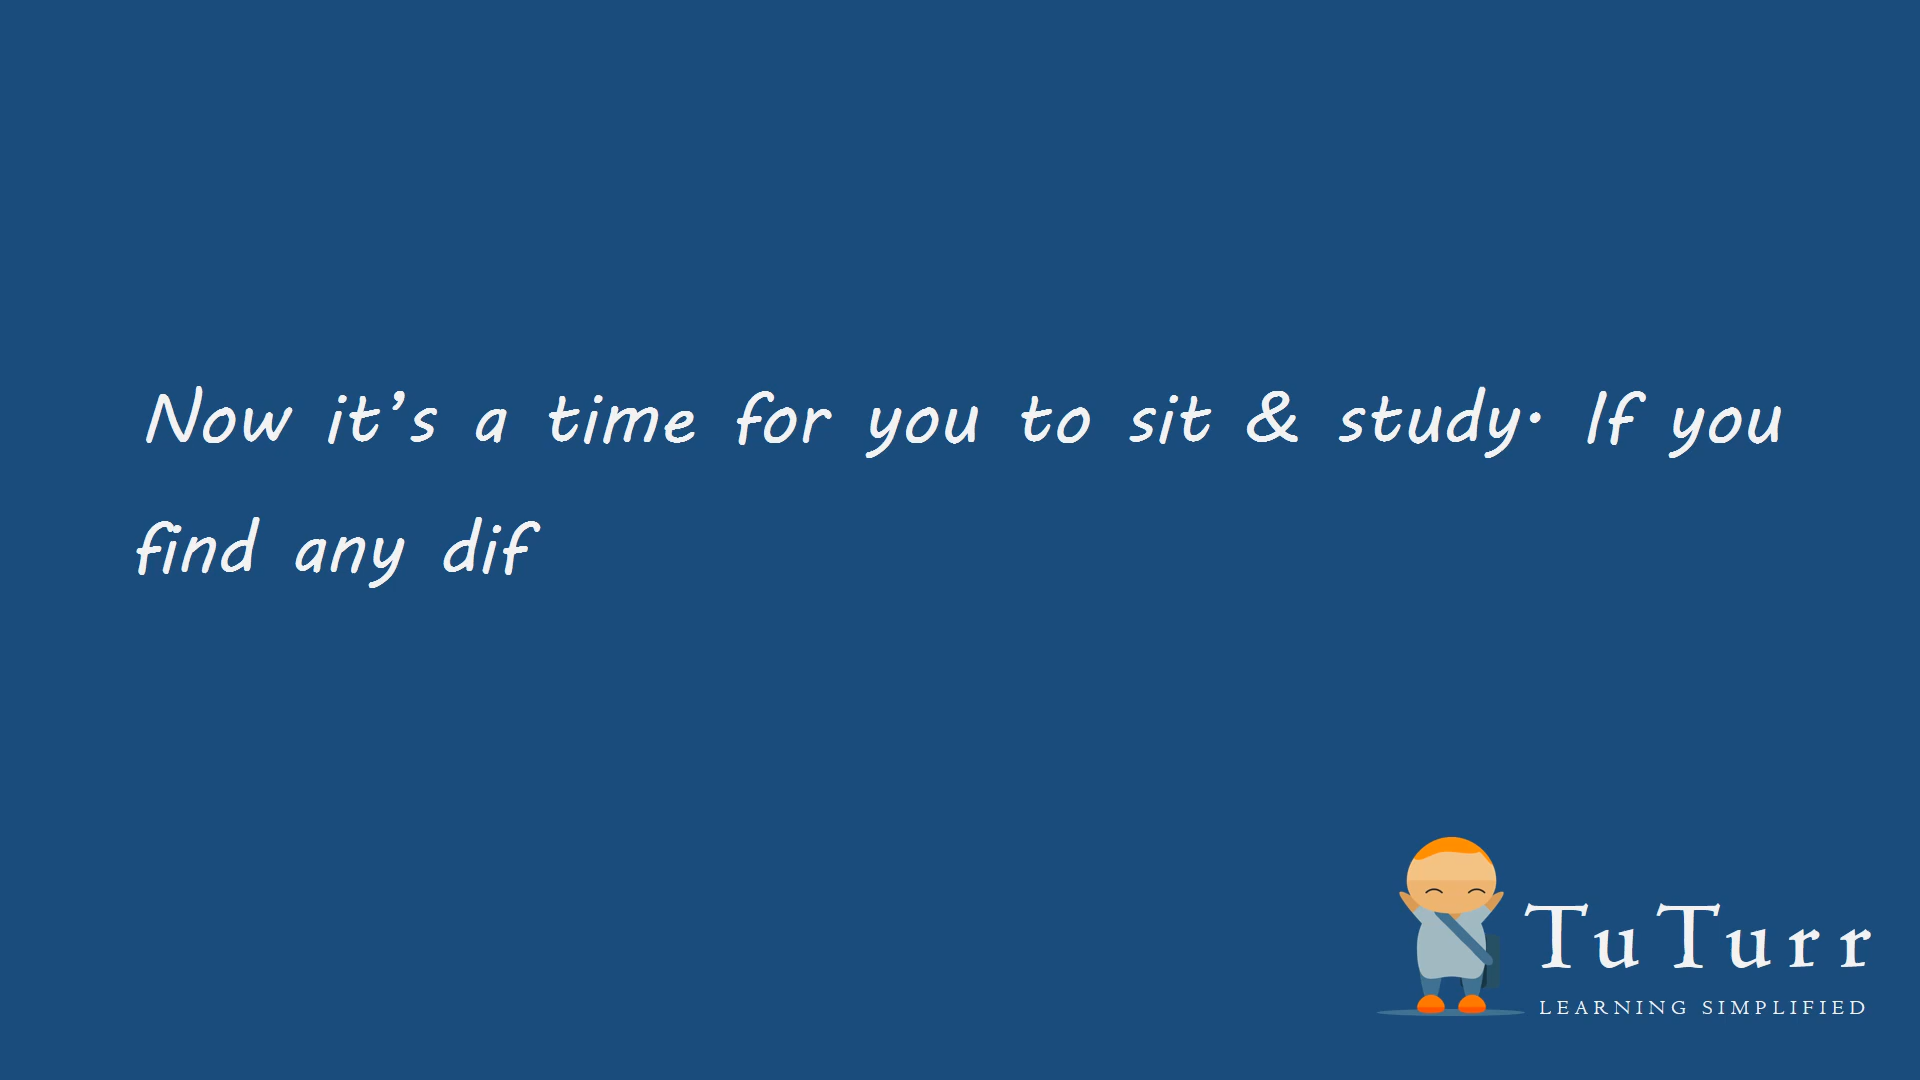 Now it’s a time for you to sit & study. If you
find any dif
TuTurr
LEARNING SIMPLIFIED